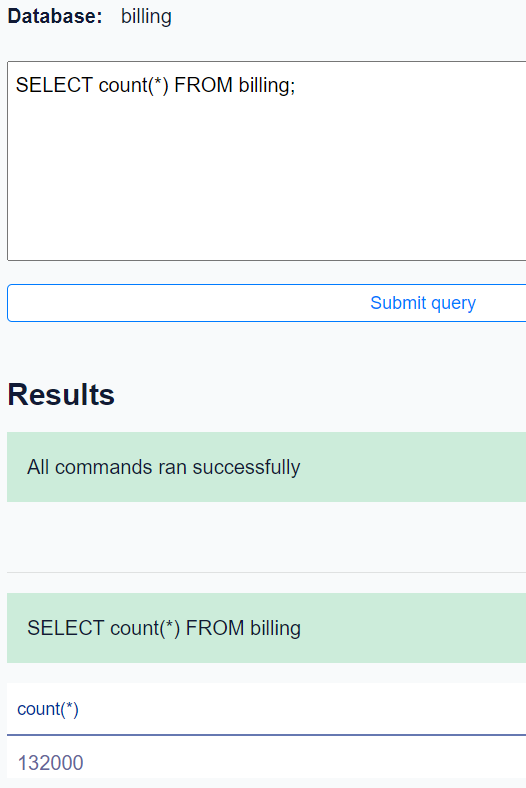 Database: billing
SELECT count(*) FROM billing;
Submit query
Results
All commands ran successfully
SELECT count(*) FROM billing
count(*)
132000